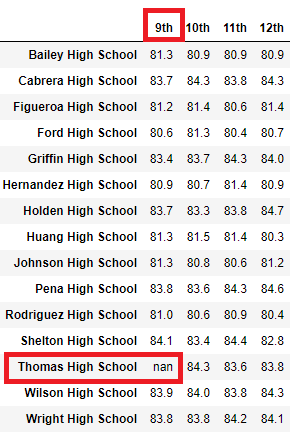 9th 10th 11th 12th
Bailey High School 81.3 80.9 80.9 80.9
Cabrera High School 83.7 84.3 83.8 84.3
Figueroa High School 81.2 81.4 80.6 81.4
Ford High School 80.6 81.3 80.4 80.7
Griffin High School 83.4 83.7 84.3 84.0
Hernandez High School 80.9 80.7 81.4 80.9
Holden High School 83.7 83.3 83.8 84.7
Huang High School 81.3 81.5 81.4 80.3
Johnson High School 81.3 80.8 80.6 81.2
Pena High School 83.8 83.6 84.3 84.6
Rodriguez High School 81.0 80.6 80.9 80.4
Shelton High School 84.1 83.4 84.4 82.8
Thomas High School nan 84.3 83.6 83.8
Wilson High School 83.9 84.0 83.8 84.3
Wright High School 83.8 83.8 84.2 84.1